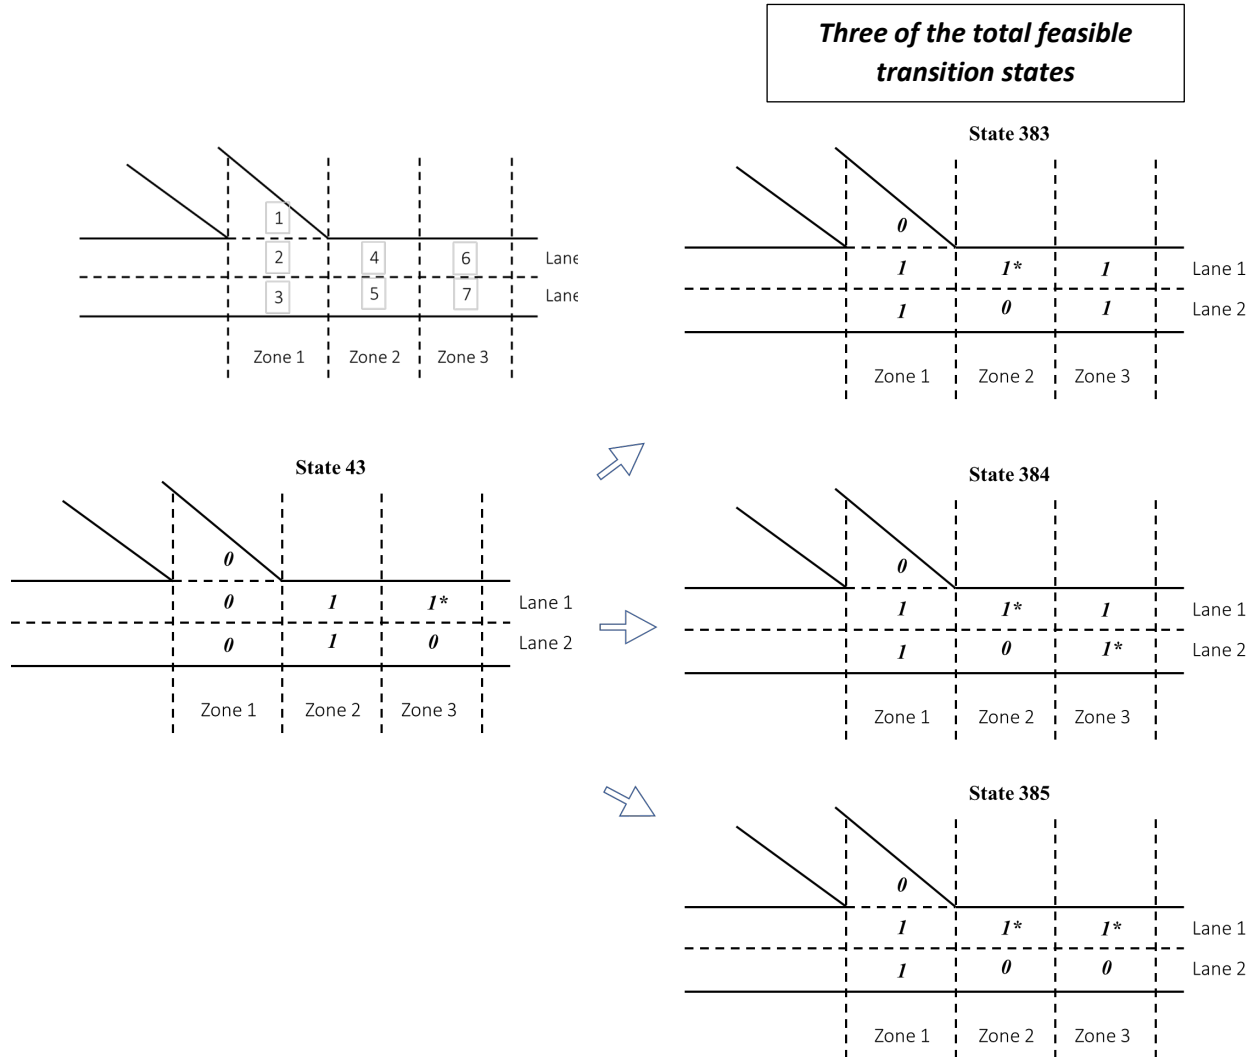 Three of the total feasible
transition states
State 383
1
2
4
6
Lane
3
5
7
Lane
Zone 1
Zone 2
Zone 3
0
1
1*
1
Lane 1
1
0
1
Lane 2
Zone 1
Zone 2
Zone 3
State 43
0
0
1
1*
Lane 1
0
1
0
Lane 2
Zone 1
Zone 2
Zone 3
State 384
0
1
1*
1
Lane 1
1
0
1*
Lane 2
Zone 1
Zone 2
Zone 3
State 385
0
1
1*
1*
Lane 1
1
0
0
Lane 2
Zone 1
Zone 2
Zone 3